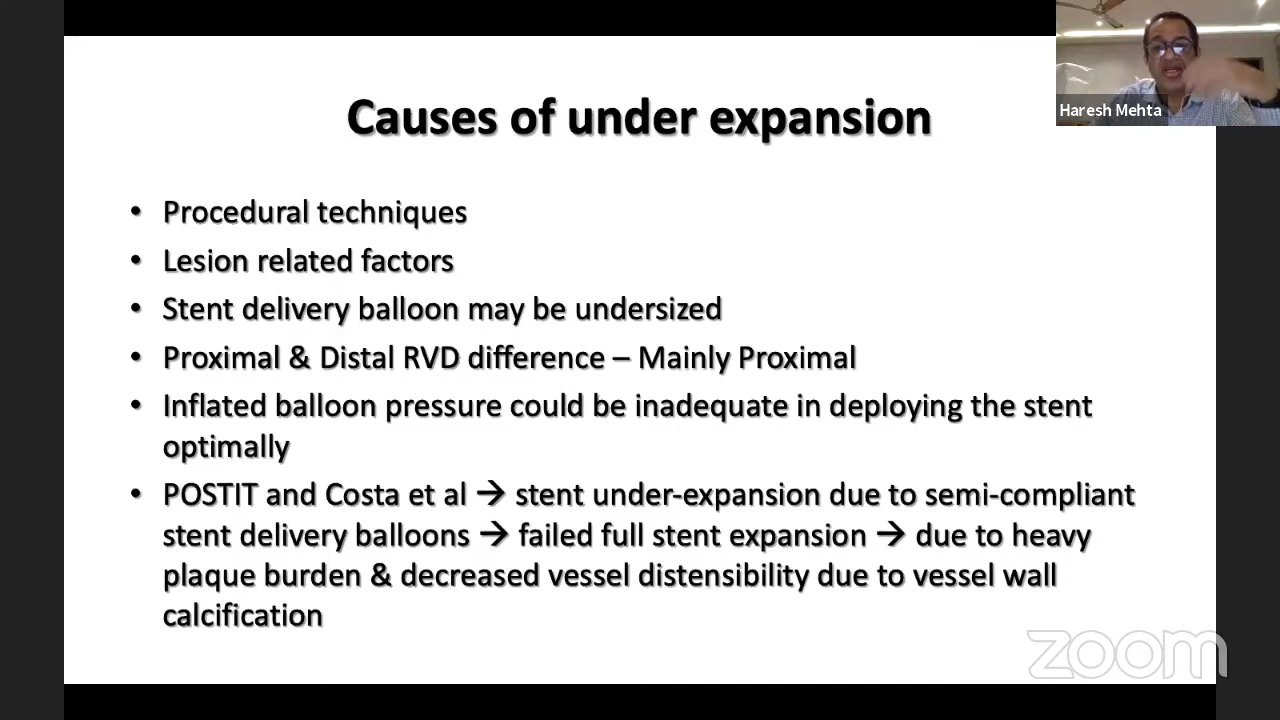 Causes of under expansion
Haresh Mehta
• Procedural techniques
• Lesion related factors
• Stent delivery balloon may be undersized
• Proximal & Distal RVD difference – Mainly Proximal
• Inflated balloon pressure could be inadequate in deploying the stent
optimally
• POSTIT and Costa et al → stent under-expansion due to semi-compliant
stent delivery balloons → failed full stent expansion → due to heavy
plaque burden & decreased vessel distensibility due to vessel wall
calcification
zoom